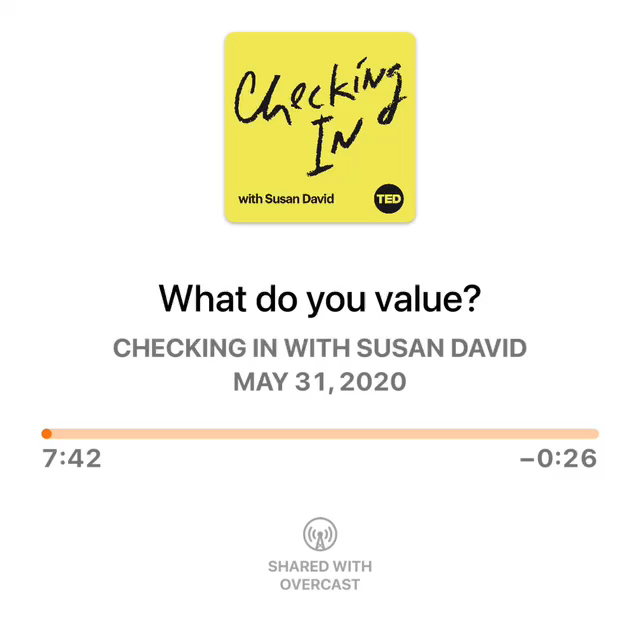 Checking
In
with Susan David
TED
What do you value?
CHECKING IN WITH SUSAN DAVID
MAY 31, 2020
7:42
−0:26
SHARED WITH
OVERCAST